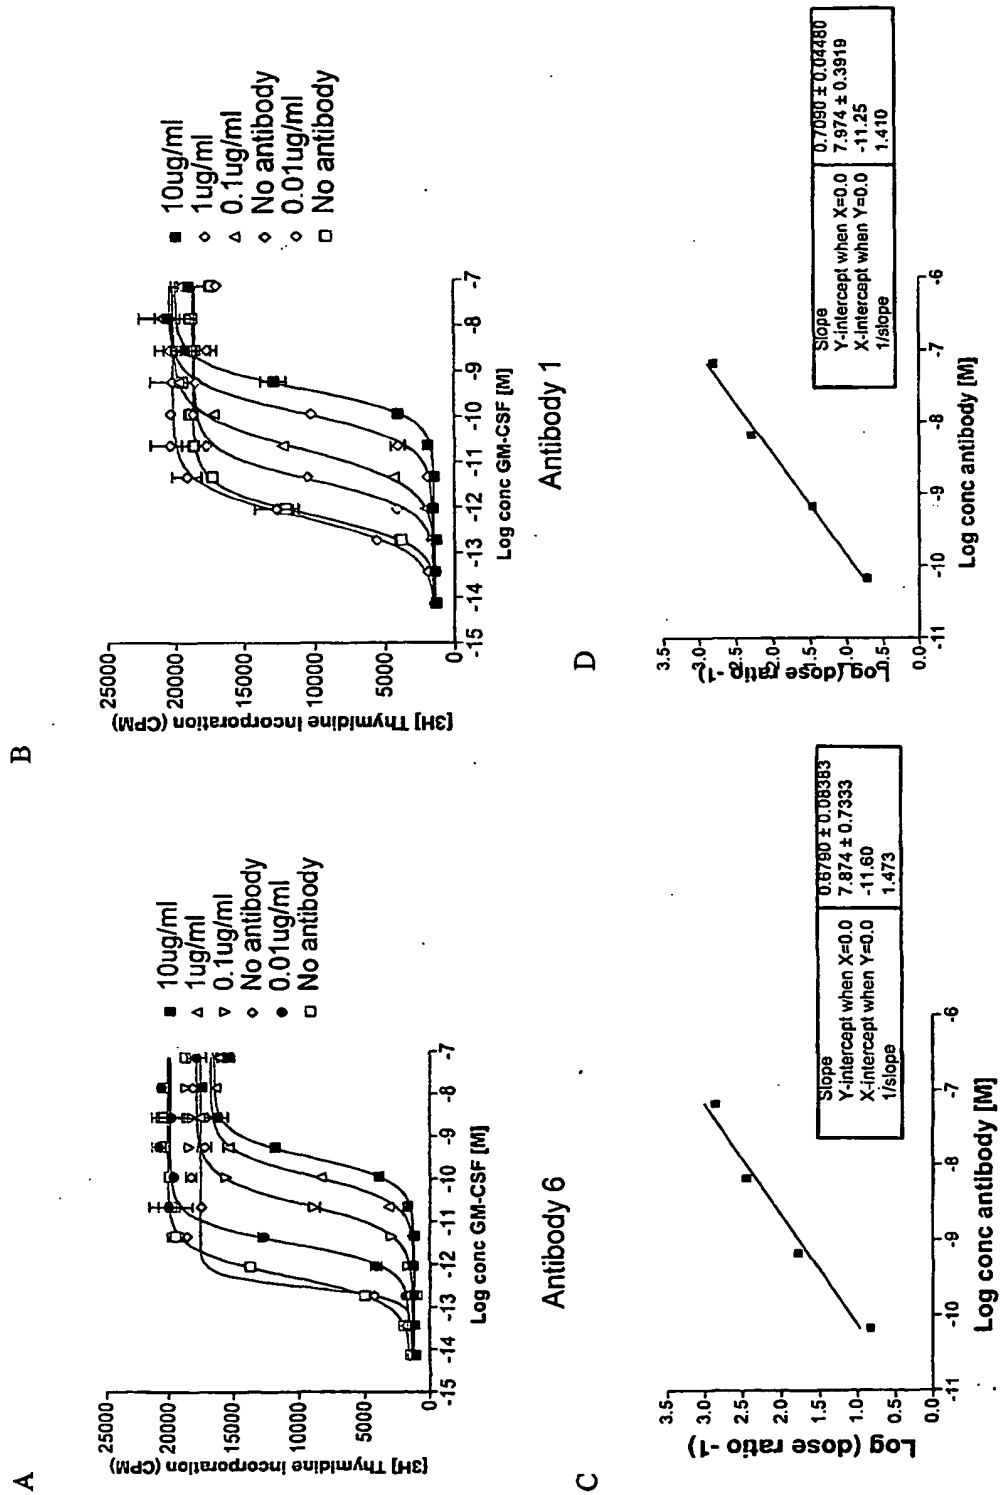 A
25000
20000
15000
10000
5000
0
[3H] Thymidine Incorporation (CPM)
-15 -14 -13 -12 -11 -10 -9 -8 -7
Log conc GM-CSF [M]
10ug/ml
1ug/ml
0.1ug/ml
No antibody
0.01ug/ml
No antibody
Antibody 6
B
25000
20000
15000
10000
5000
0
[3H] Thymidine Incorporation (CPM)
-15 -14 -13 -12 -11 -10 -9 -8 -7
Log conc GM-CSF [M]
10ug/ml
1ug/ml
0.1ug/ml
No antibody
0.01ug/ml
No antibody
Antibody 1
C
3.5
3.0
2.5
2.0
1.5
1.0
0.5
0.0
Log (dose ratio -1)
-11 -10 -9 -8 -7 -6
Log conc antibody [M]
Slope 0.6790 ± 0.08383
Y-intercept when X=0.0 7.874 ± 0.7333
X-intercept when Y=0.0 -11.60
1/slope 1.473
D
3.5
3.0
2.5
2.0
1.5
1.0
0.5
0.0
Log (dose ratio -1)
-11 -10 -9 -8 -7 -6
Log conc antibody [M]
Slope 0.7090 ± 0.04480
Y-intercept when X=0.0 7.974 ± 0.3919
X-intercept when Y=0.0 -11.25
1/slope 1.410